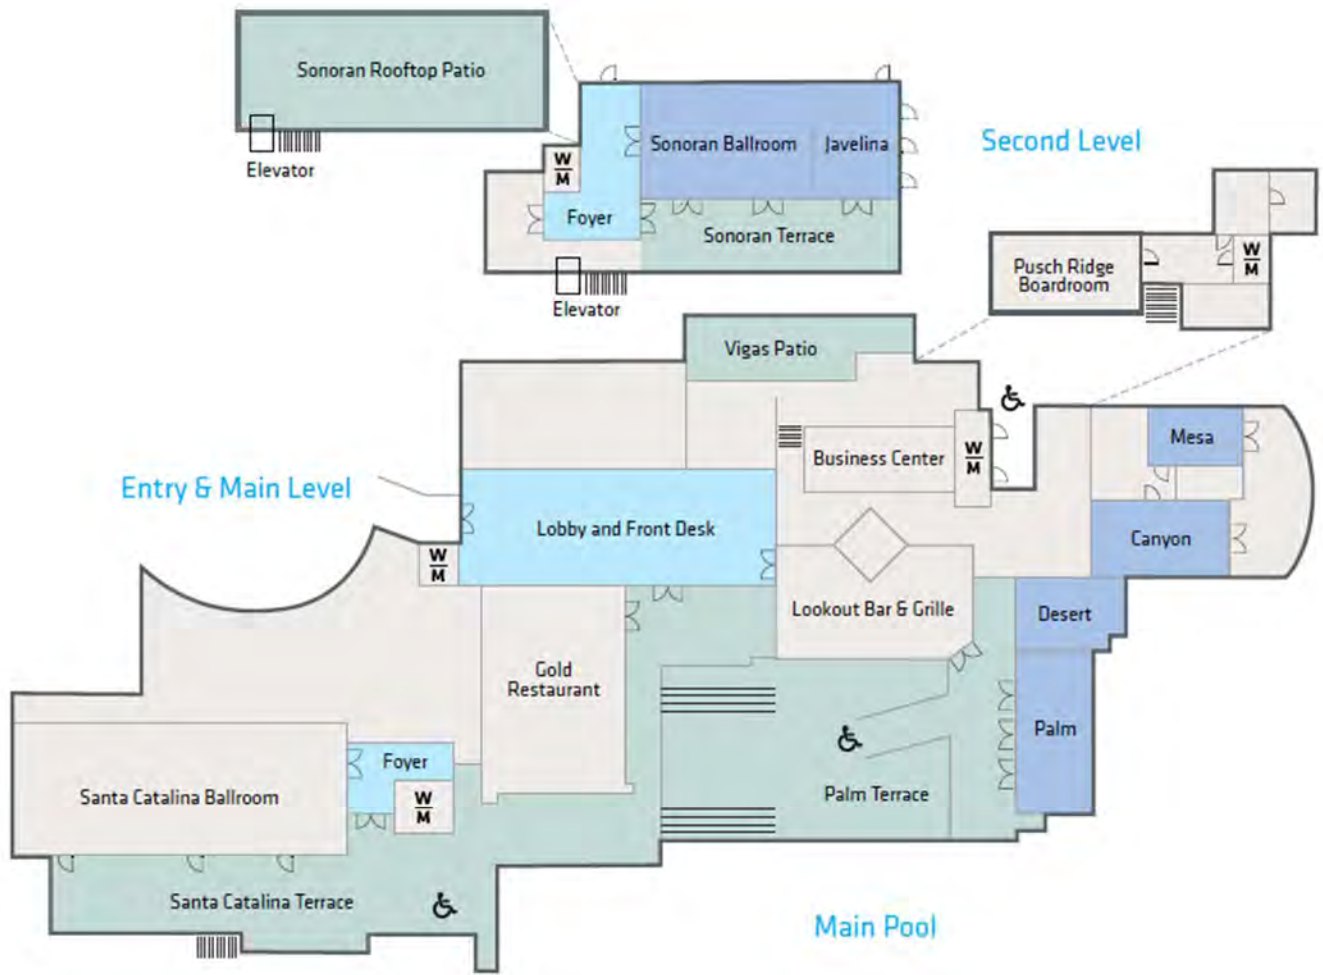 Sonoran Rooftop Patio
Elevator
Second Level
Sonoran Ballroom
Javelina
W
M
Foyer
Sonoran Terrace
Elevator
Pusch Ridge
Boardroom
W
M
Vigas Patio
Mesa
Business Center
W
M
Entry & Main Level
Lobby and Front Desk
Canyon
W
M
Lookout Bar & Grille
Desert
Gold
Restaurant
Palm
Foyer
Santa Catalina Ballroom
W
M
Palm Terrace
Santa Catalina Terrace
Main Pool